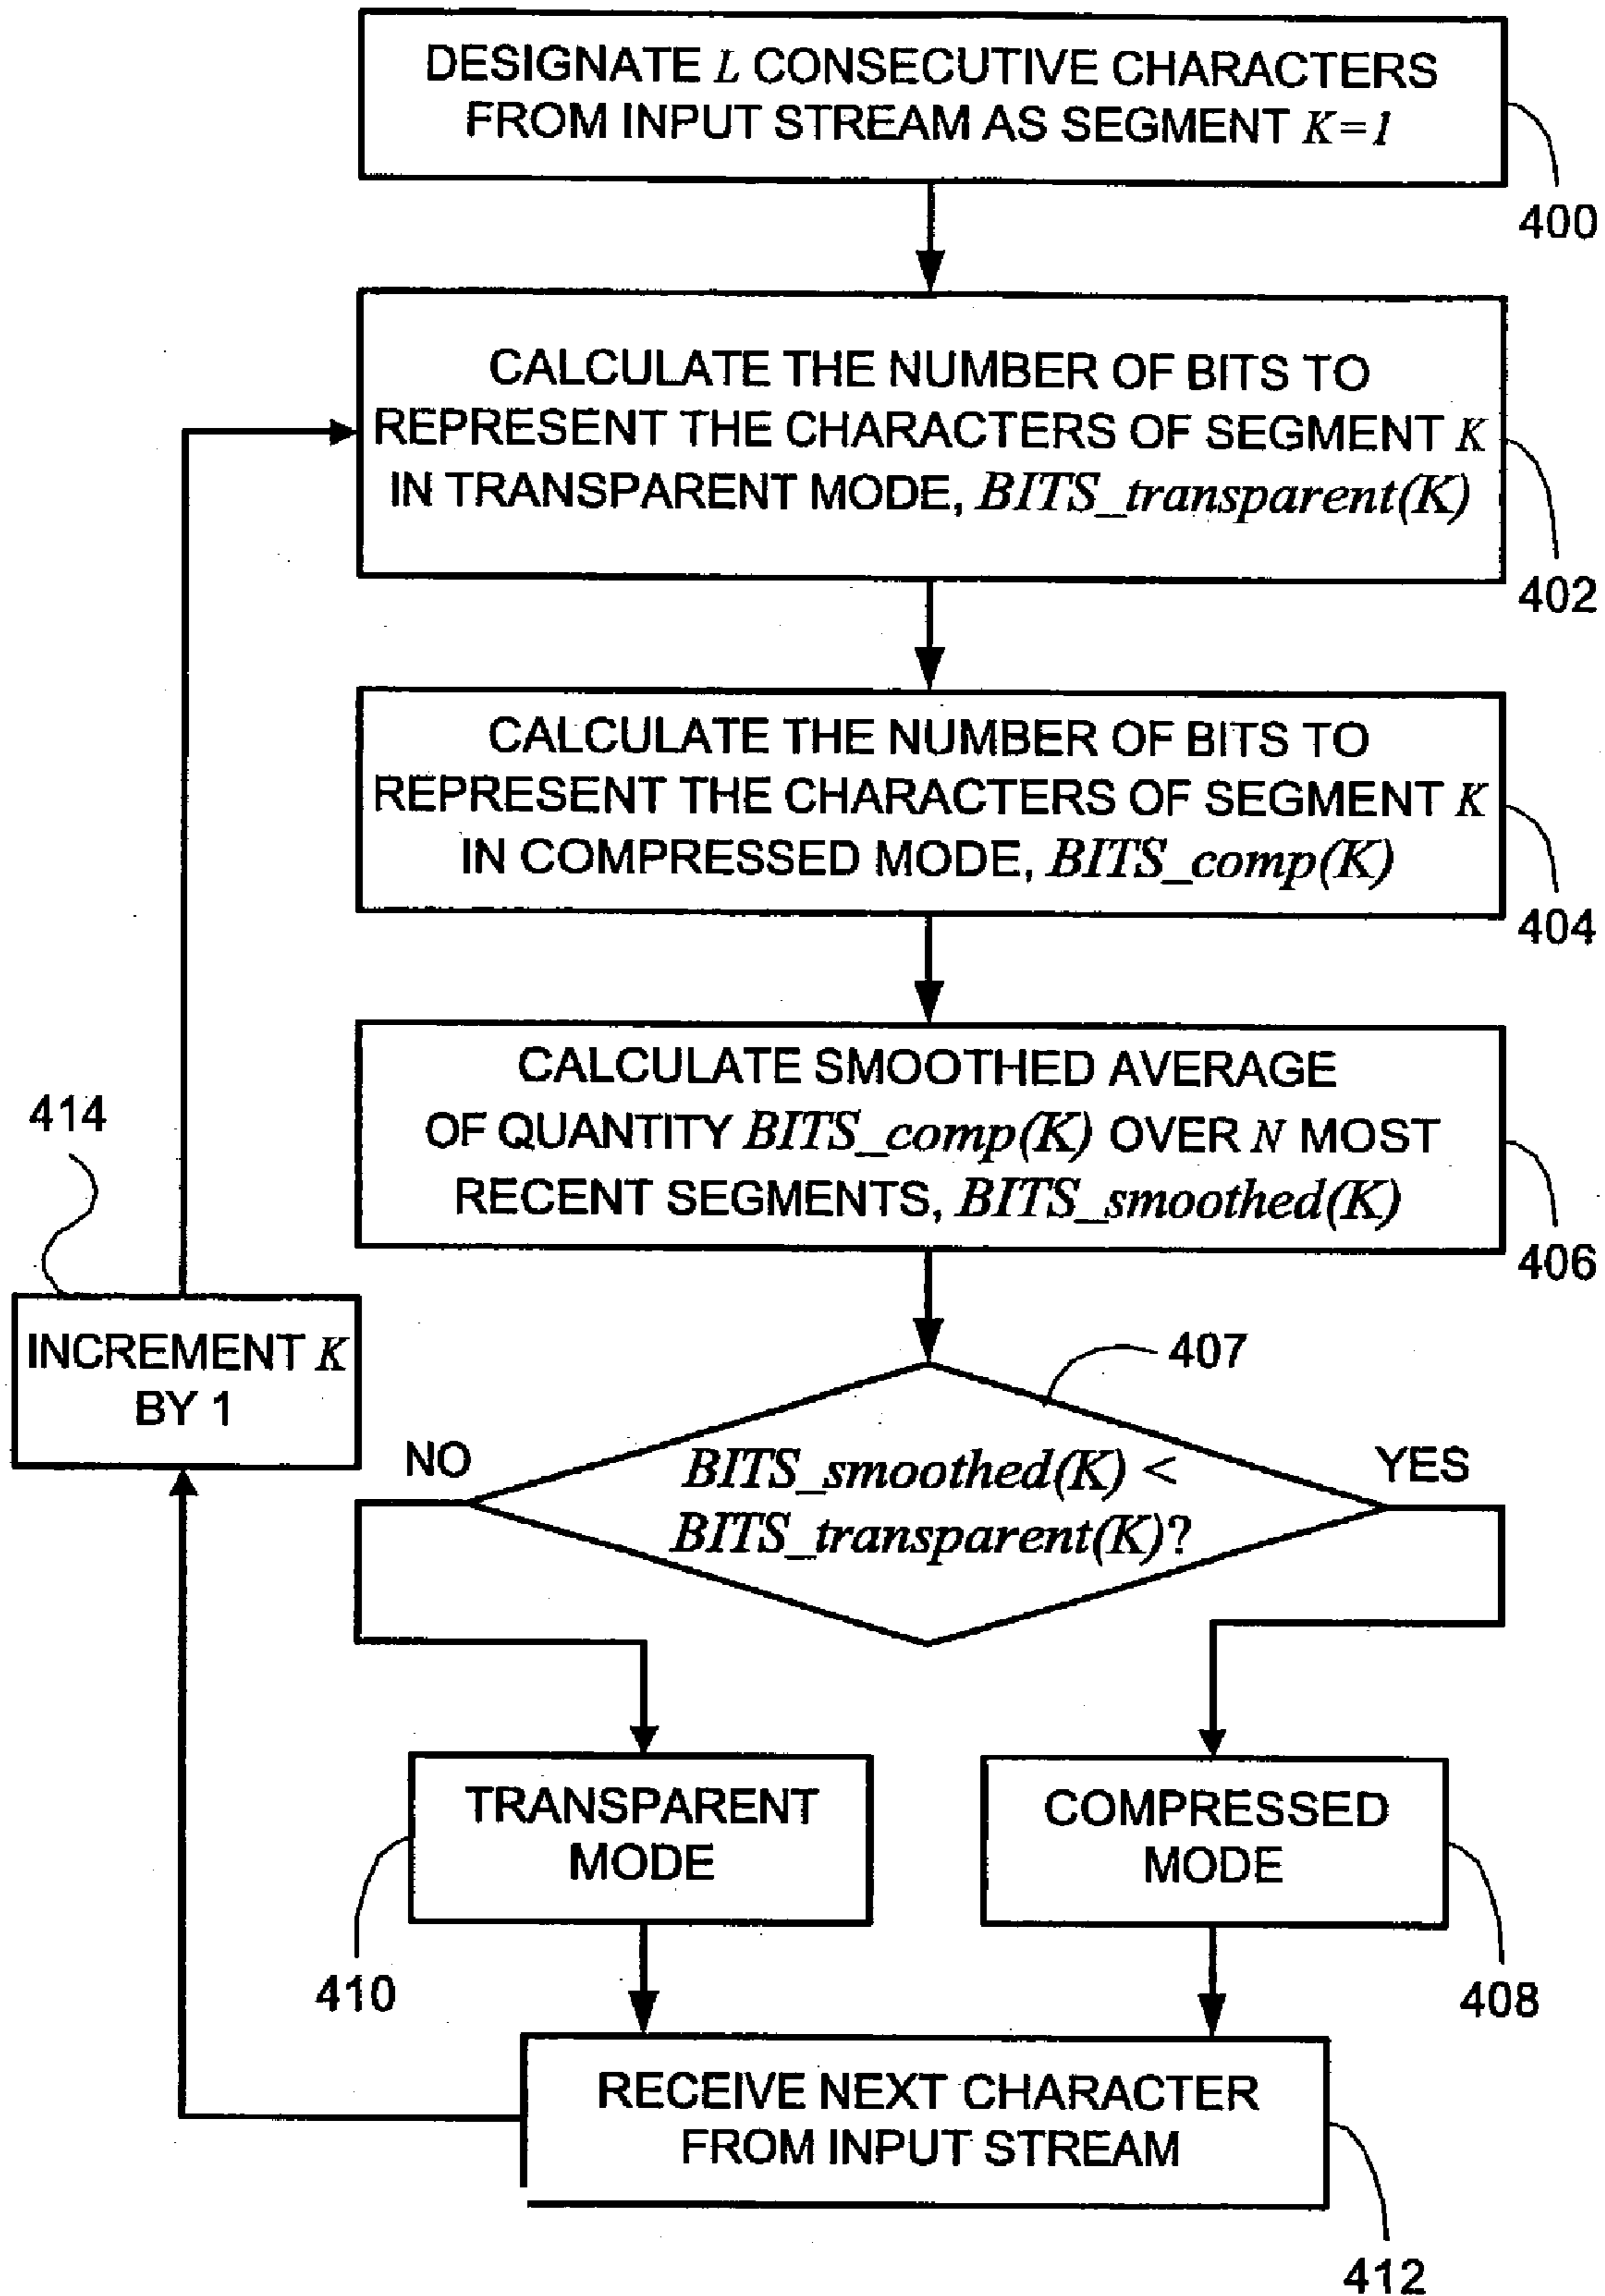 DESIGNATE L CONSECUTIVE CHARACTERS
FROM INPUT STREAM AS SEGMENT K=1
400
CALCULATE THE NUMBER OF BITS TO
REPRESENT THE CHARACTERS OF SEGMENT K
IN TRANSPARENT MODE, BITS_transparent(K)
402
CALCULATE THE NUMBER OF BITS TO
REPRESENT THE CHARACTERS OF SEGMENT K
IN COMPRESSED MODE, BITS_comp(K)
404
CALCULATE SMOOTHED AVERAGE
OF QUANTITY BITS_comp(K) OVER N MOST
RECENT SEGMENTS, BITS_smoothed(K)
406
414
INCREMENT K
BY 1
407
NO
BITS_smoothed(K) <
BITS_transparent(K)?
YES
TRANSPARENT
MODE
410
COMPRESSED
MODE
408
RECEIVE NEXT CHARACTER
FROM INPUT STREAM
412